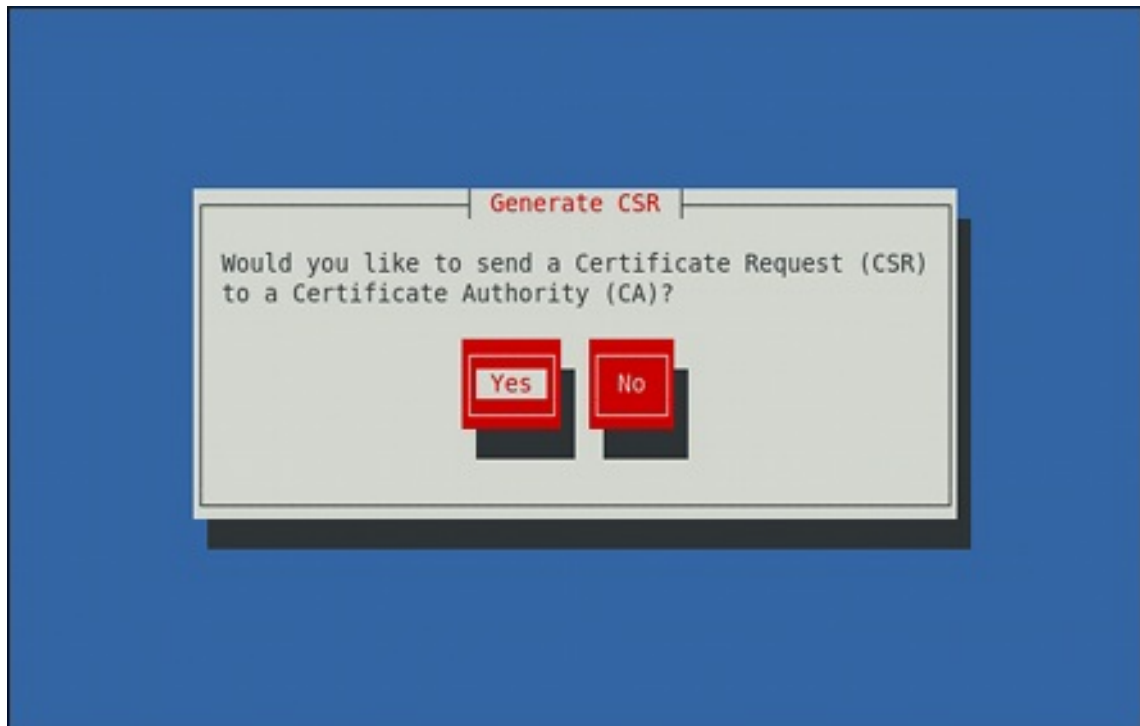 Generate CSR
Would you like to send a Certificate Request (CSR)
to a Certificate Authority (CA)?
Yes No